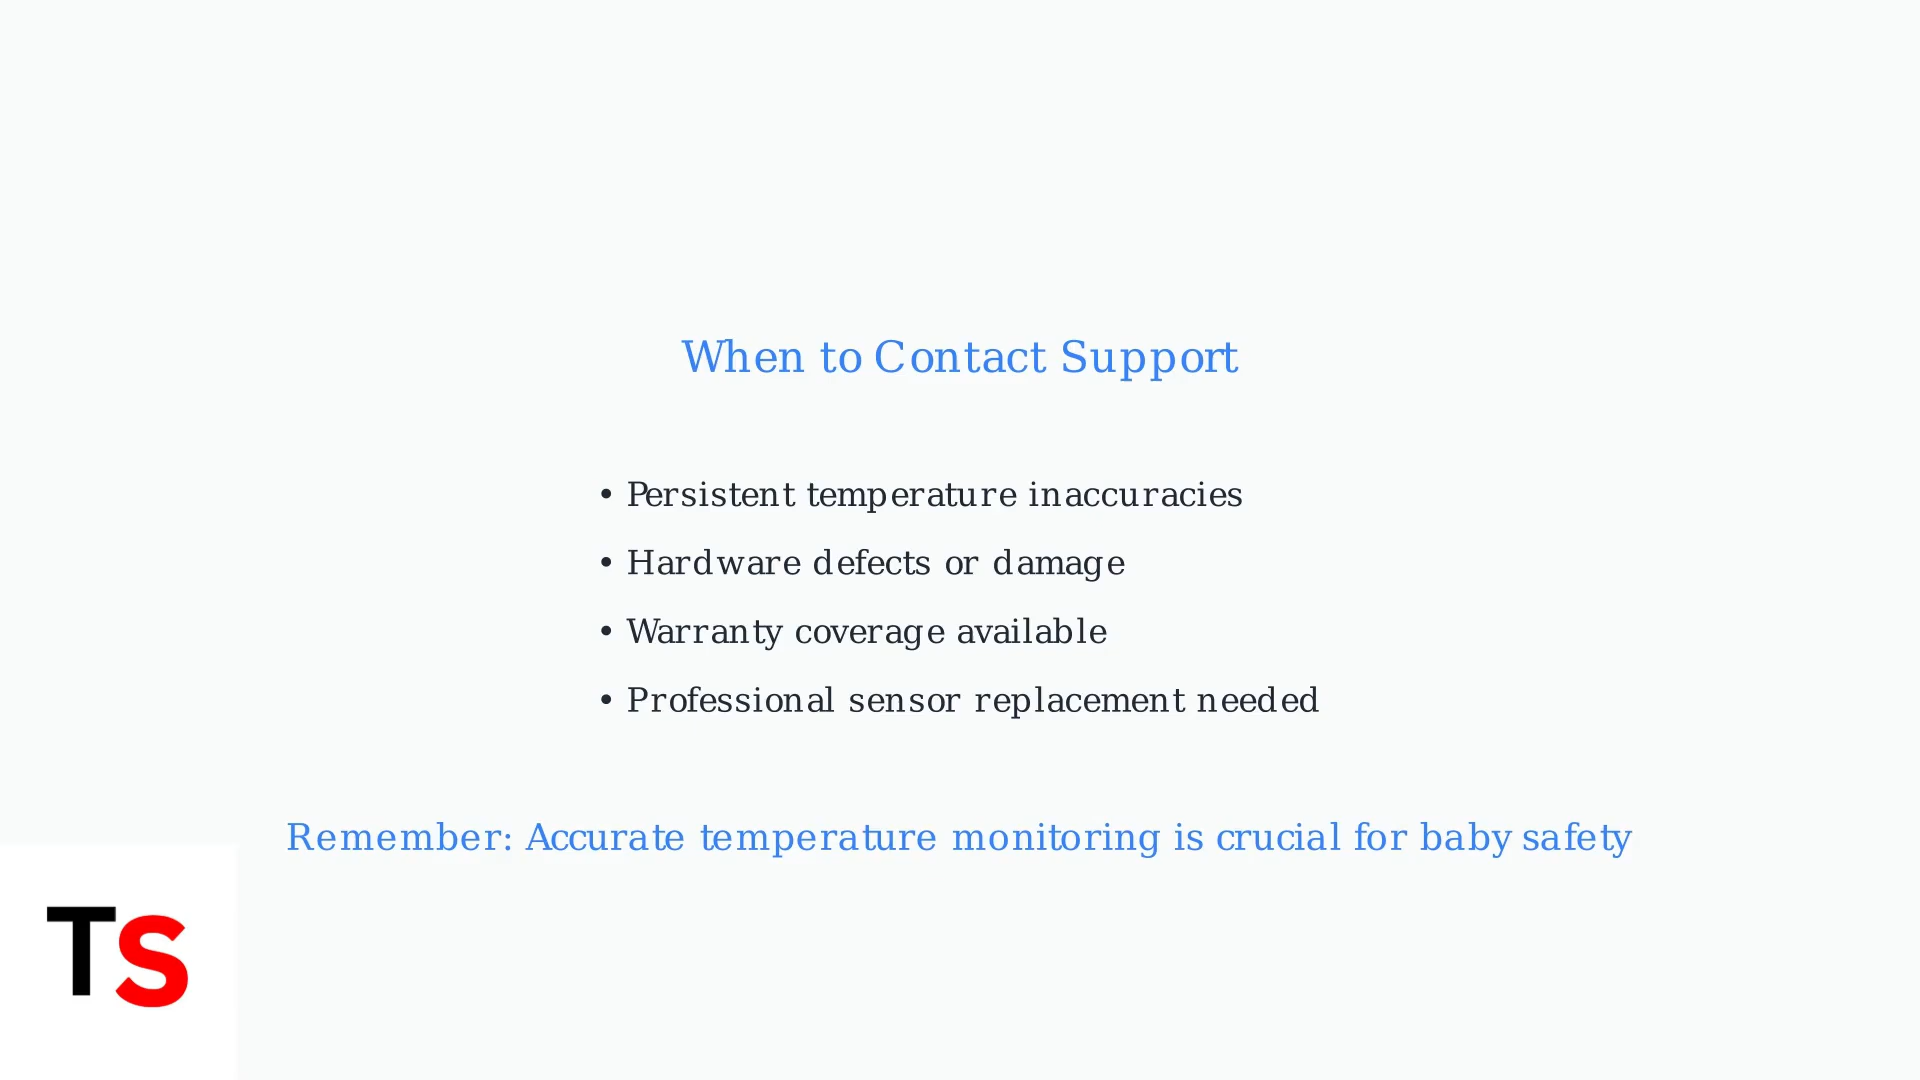 When to Contact Support
• Persistent temperature inaccuracies
• Hardware defects or damage
• Warranty coverage available
• Professional sensor replacement needed
Remember: Accurate temperature monitoring is crucial for baby safety
TS